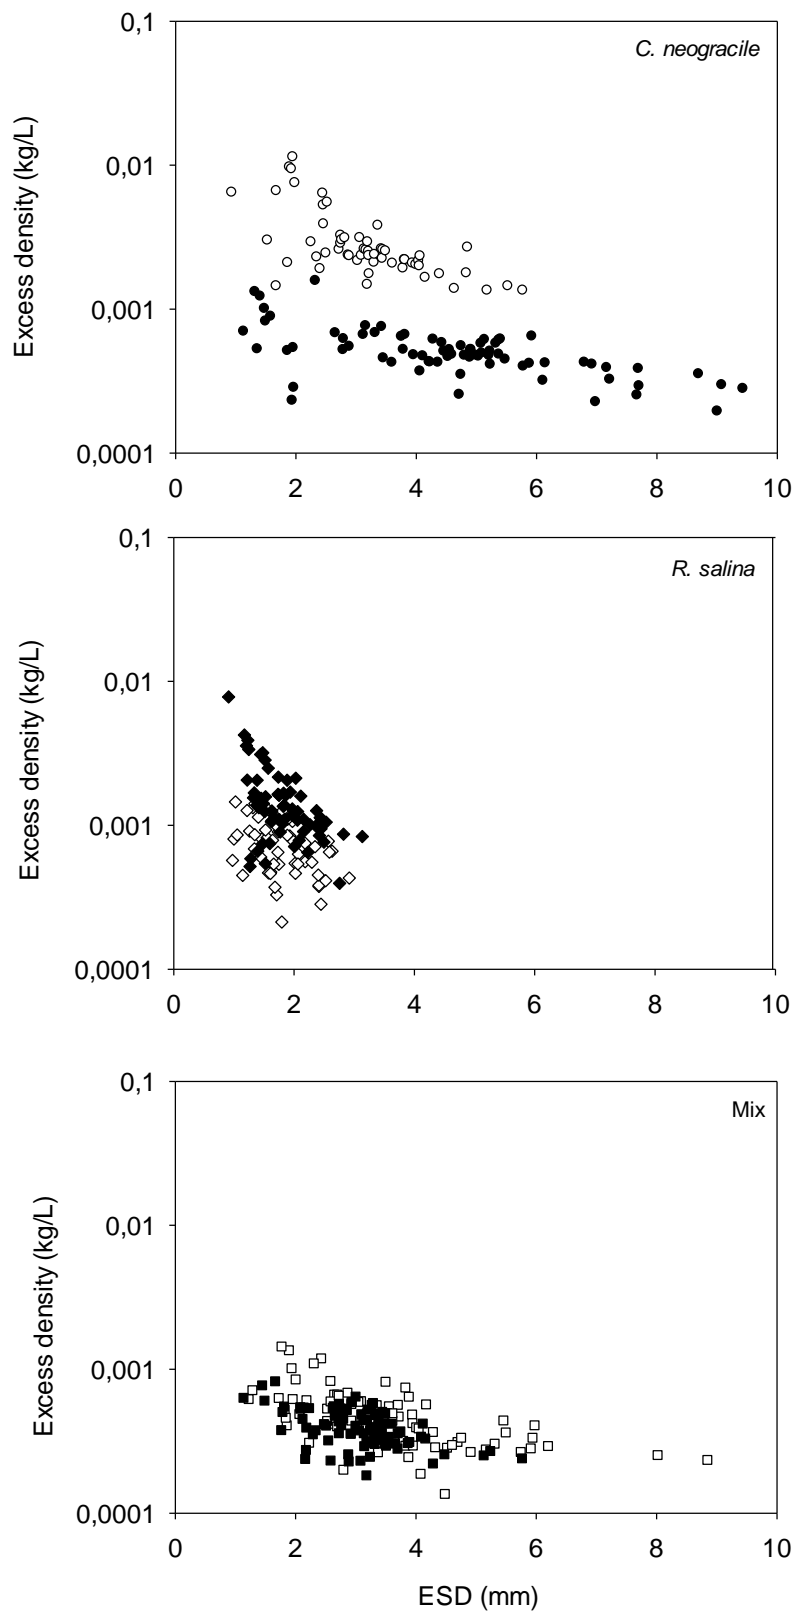 0,1
C. neogracile
0,01
Excess density (kg/L)
0,001
0,0001
0 2 4 6 8 10
0,1
R. salina
0,01
Excess density (kg/L)
0,001
0,0001
0 2 4 6 8 10
0,1
Mix
0,01
Excess density (kg/L)
0,001
0,0001
0 2 4 6 8 10
ESD (mm)